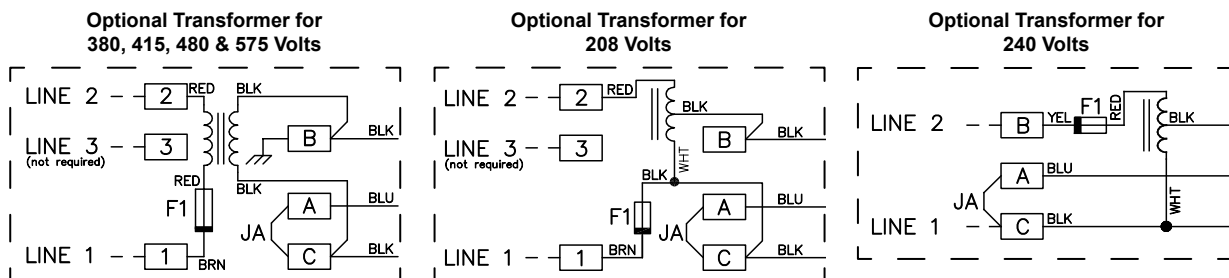 Optional Transformer for
380, 415, 480 & 575 Volts
LINE 2
2
RED
BLK
LINE 3
(not required)
3
B
BLK
RED
BLK
F1
A
BLU
JA
LINE 1
1
BRN
C
BLK
Optional Transformer for
208 Volts
LINE 2
2
RED
BLK
LINE 3
(not required)
3
B
BLK
WHT
BLK
F1
A
BLU
JA
LINE 1
1
BRN
C
BLK
Optional Transformer for
240 Volts
LINE 2
B
YEL
F1
RED
BLK
A
BLU
JA
WHT
LINE 1
C
BLK